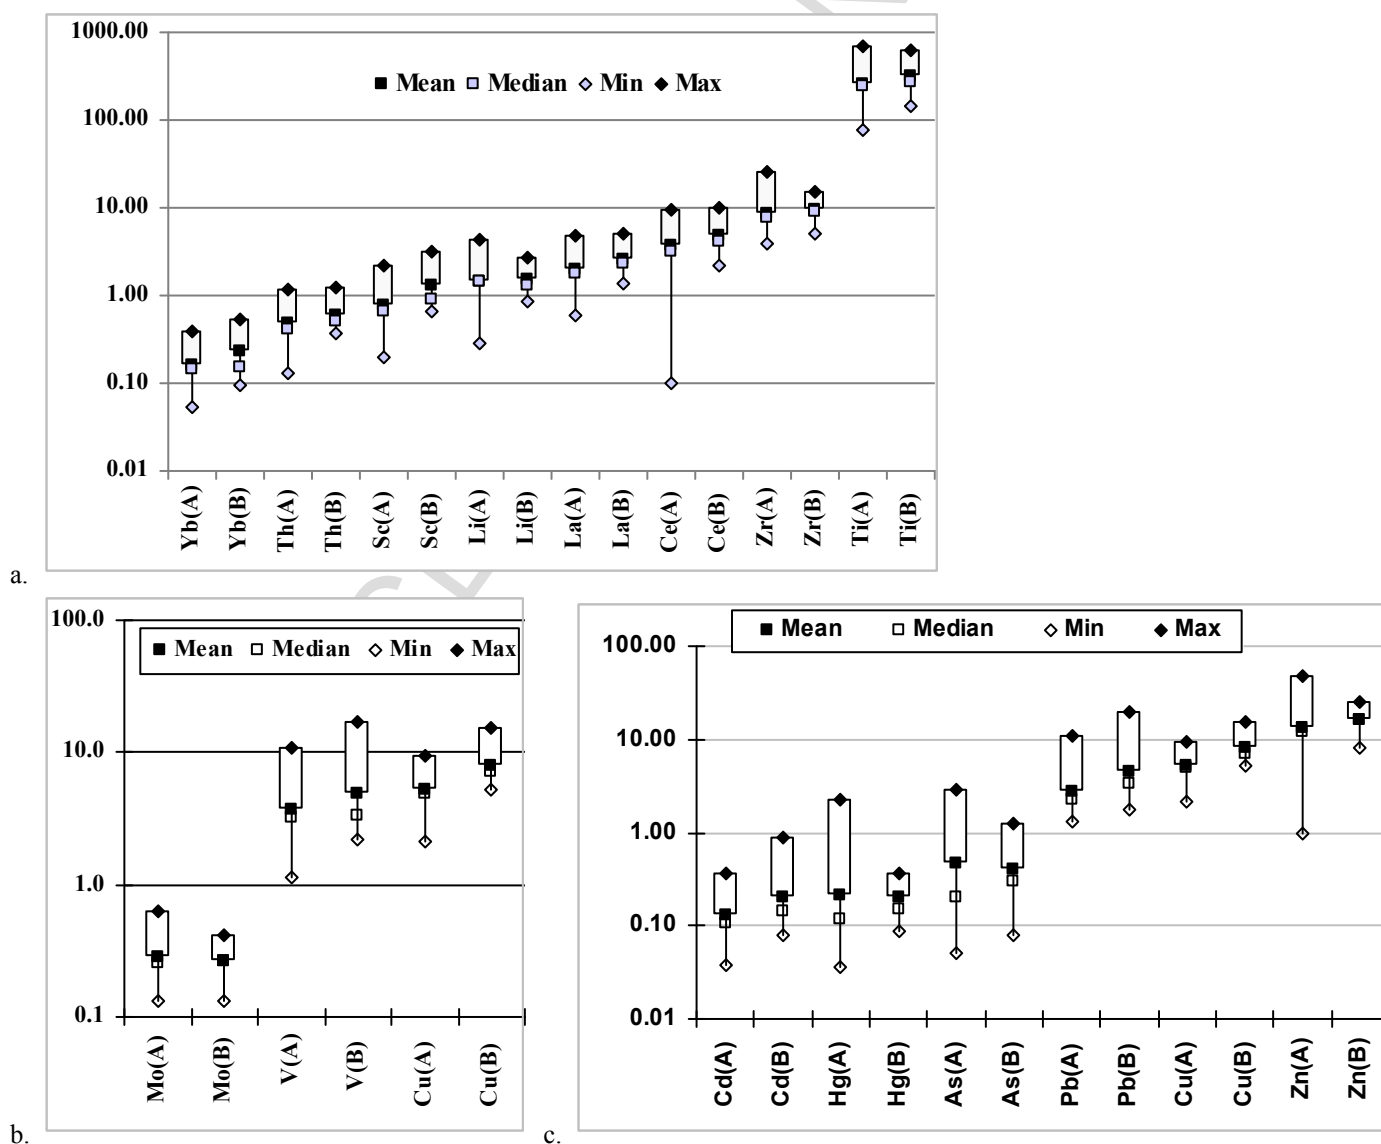 1000.00
Mean Median Min Max
100.00
10.00
1.00
0.10
0.01
Yb(A) Yb(B) Th(A) Th(B) Sc(A) Sc(B) Li(A) Li(B) La(A) La(B) Ce(A) Ce(B) Zr(A) Zr(B) Ti(A) Ti(B)
a.
100.0
Mean Median Min Max
10.0
1.0
0.1
Mo(A) Mo(B) V(A) V(B) Cu(A) Cu(B)
b.
Mean Median Min Max
100.00
10.00
1.00
0.10
0.01
Cd(A) Cd(B) Hg(A) Hg(B) As(A) As(B) Pb(A) Pb(B) Cu(A) Cu(B) Zn(A) Zn(B)
c.